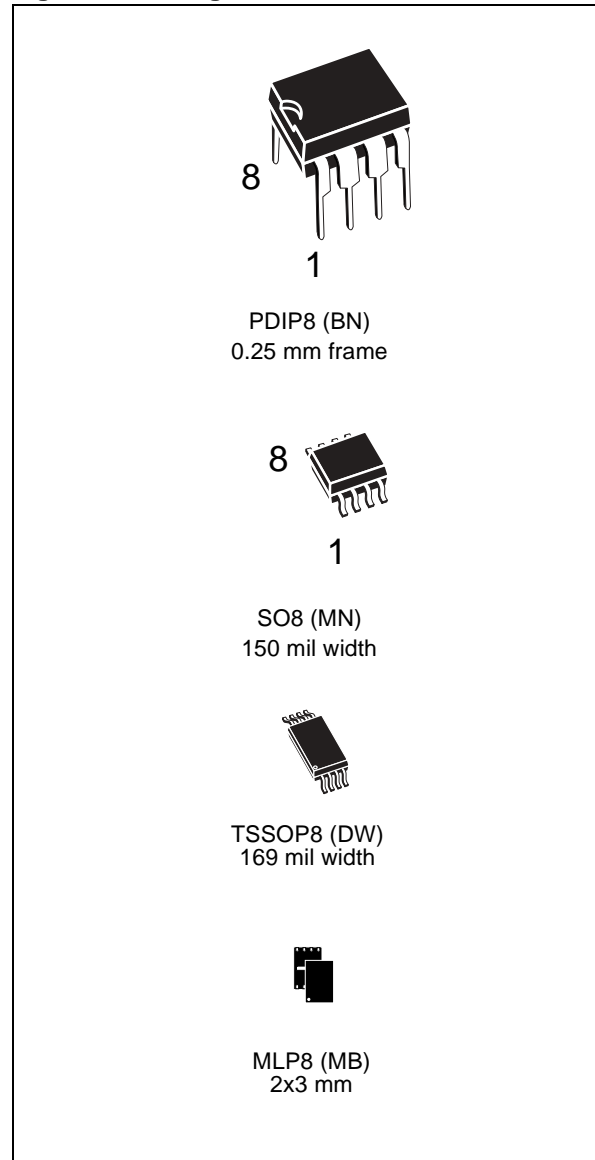 8
1
PDIP8 (BN)
0.25 mm frame
8
1
SO8 (MN)
150 mil width
TSSOP8 (DW)
169 mil width
MLP8 (MB)
2x3 mm